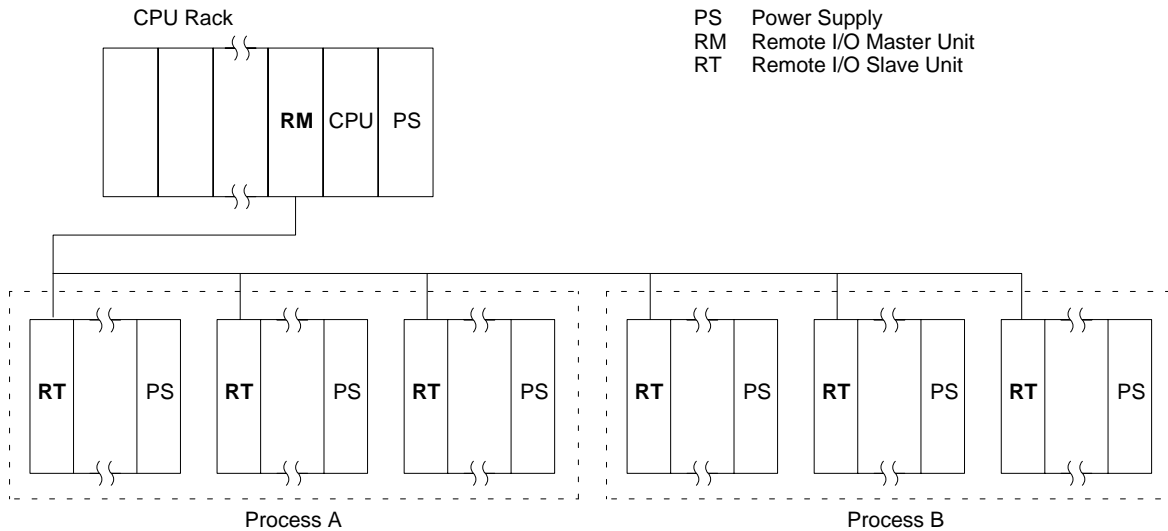 CPU Rack
PS Power Supply
RM Remote I/O Master Unit
RT Remote I/O Slave Unit
RM CPU PS
RT PS RT PS RT PS RT PS RT PS RT PS
Process A Process B